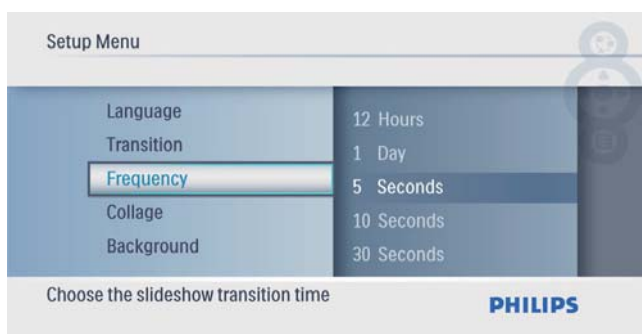 Setup Menu
Language
Transition
Frequency
Collage
Background
12 Hours
1 Day
5 Seconds
10 Seconds
30 Seconds
Choose the slideshow transition time
PHILIPS